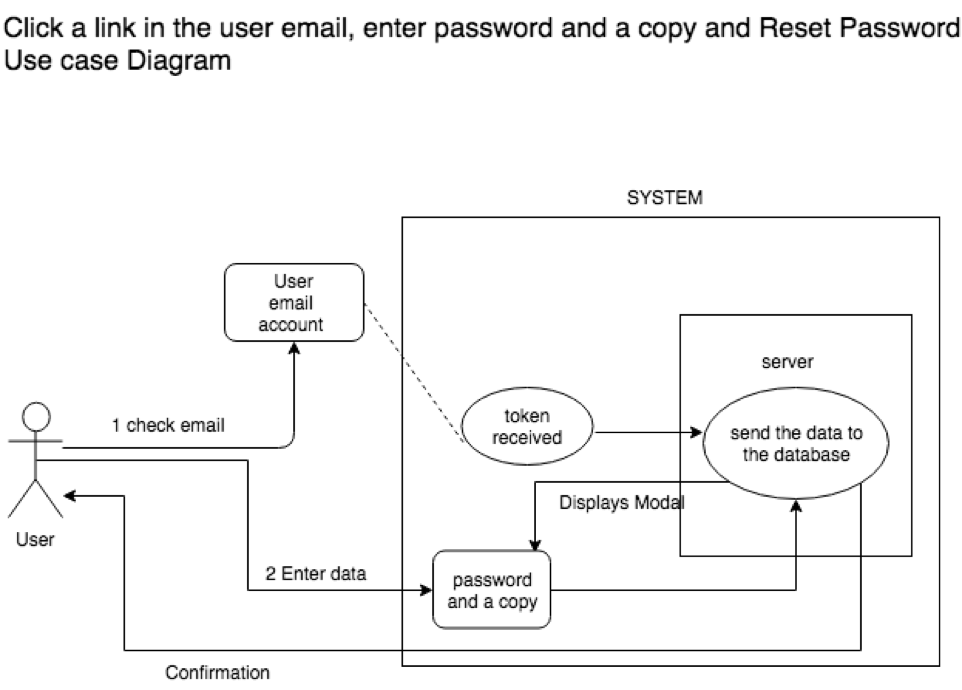 Click a link in the user email, enter password and a copy and Reset Password
Use case Diagram
SYSTEM
User
email
account
server
1 check email
token
received
send the data to
the database
Displays Modal
User
2 Enter data
password
and a copy
Confirmation